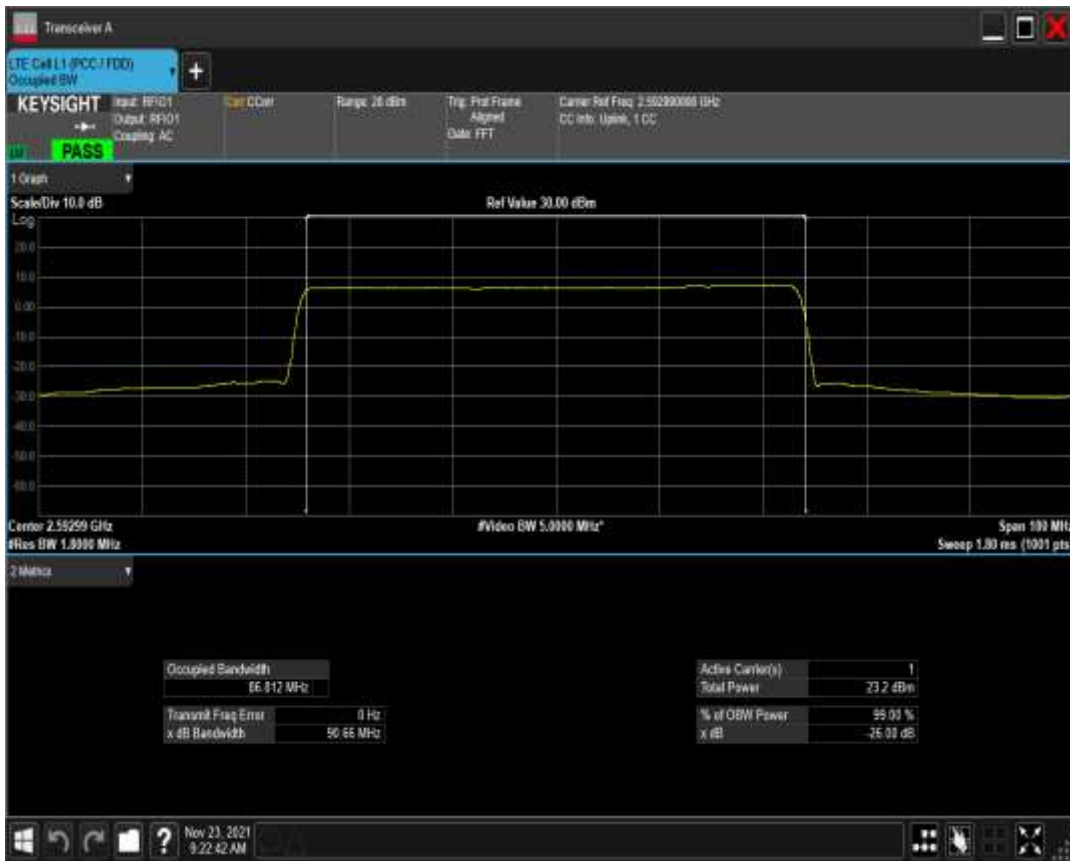 Transceiver A
LTE Cell L1 (PCC / FDD)
Occupied BW
+
KEYSIGHT
Input: RFIO1
Output: RFIO1
Coupling: AC
Corr CCorr
Range: 28 dBm
Trig: Prdl Frame
Aligned
Gate: FFT
Carrier Ref Freq: 2.592990000 GHz
CC Info: Uplink, 1 CC
PASS
1 Graph
Scale/Div 10.0 dB
Ref Value 30.00 dBm
Log
20.0
10.0
0.00
-10.0
-20.0
-30.0
-40.0
-50.0
-60.0
Center 2.59299 GHz
#Video BW 5.0000 MHz*
Span 100 MHz
#Res BW 1.8000 MHz
Sweep 1.80 ms (1001 pts
2 Metrics
Occupied Bandwidth
86.812 MHz
Transmit Freq Error 0 Hz
x dB Bandwidth 90.66 MHz
Active Carrier(s) 1
Total Power 23.2 dBm
% of OBW Power 99.00 %
x dB -26.00 dB
?
Nov 23, 2021
9:22:42 AM